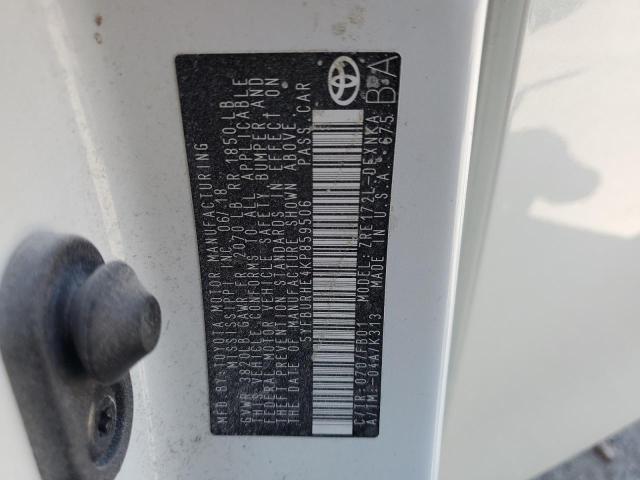 MFD.BY: TOYOTA MOTOR MANUFACTURING
MISSISSIPPI INC. 06/18
GVWR 3820LB GAWR FR 2070LB RR 1850LB
THIS VEHICLE CONFORMS TO ALL APPLICABLE
FEDERAL MOTOR VEHICLE SAFETY BUMPER AND
THEFT PREVENTION STANDARDS IN EFFECT ON
THE DATE OF MANUFACTURE SHOWN ABOVE.
5YFBURHE4KP859506 PASS. CAR
C/TR: 070/FB01 MODEL: ZRE172L-DEXNKA
A/TM: -04A/K313 MADE IN U.S.A. 675 BA